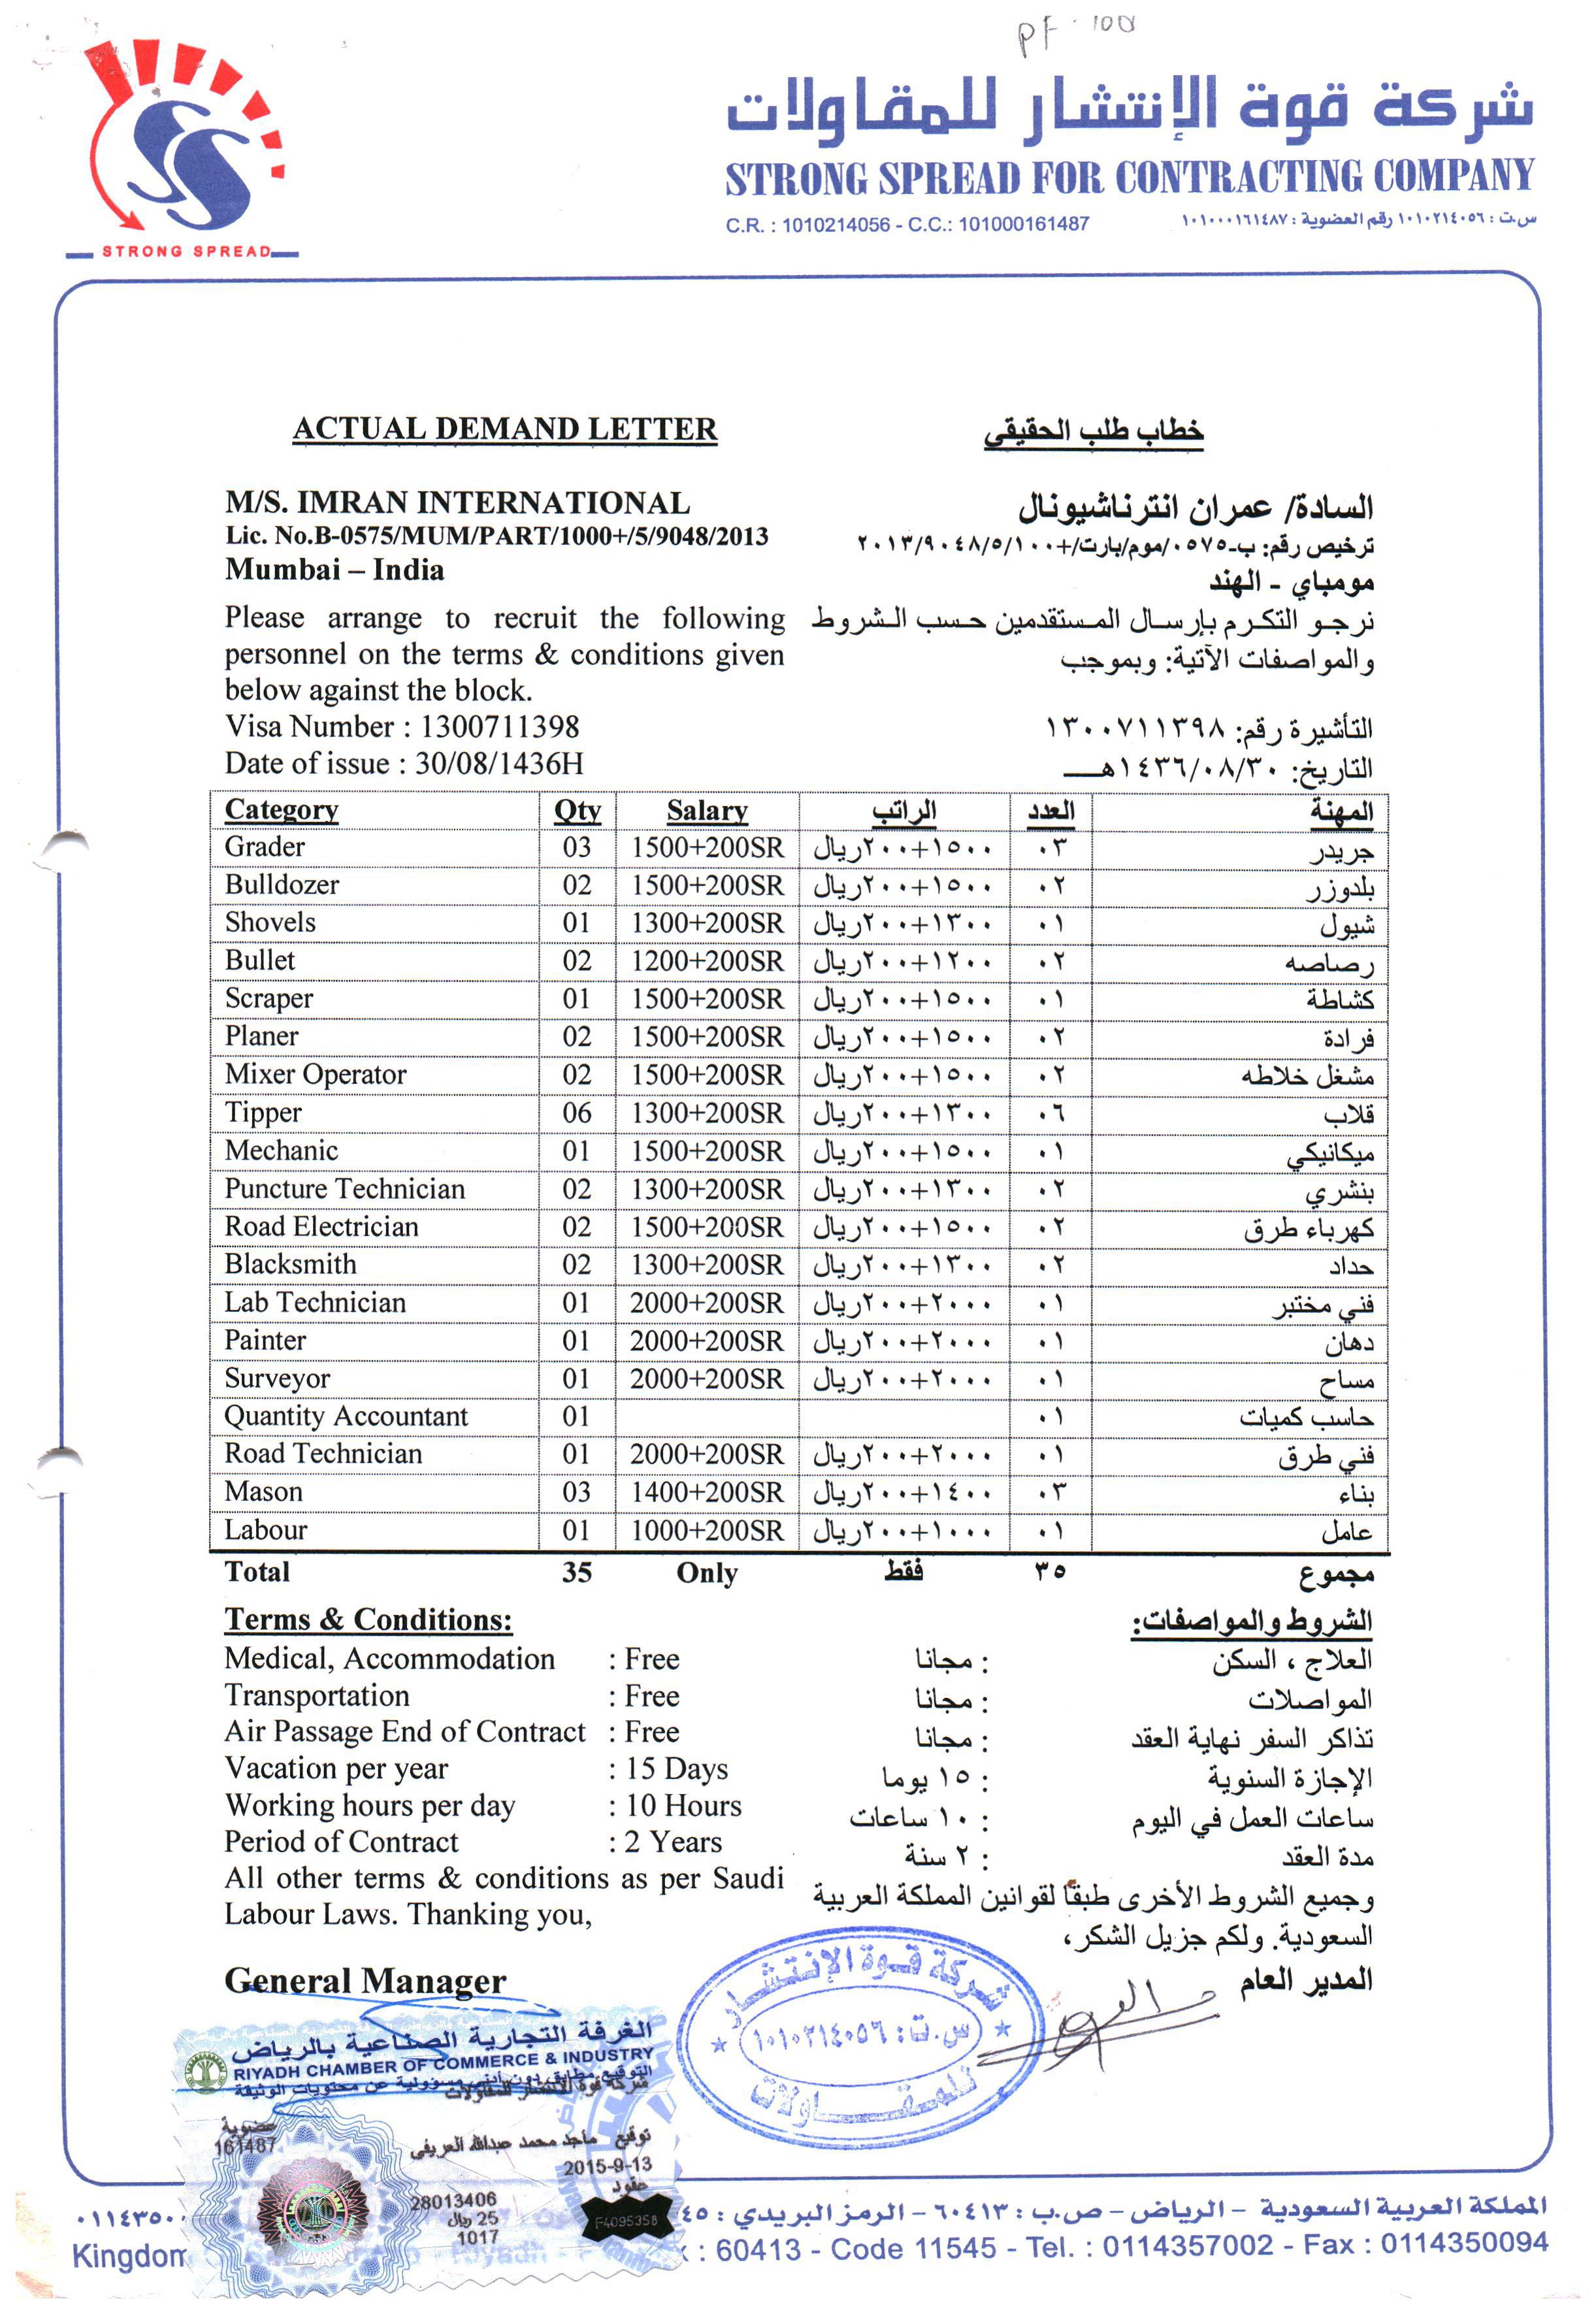 PF-100
شركة قوة الإنتشار للمقاولات
STRONG SPREAD FOR CONTRACTING COMPANY
C.R. : 1010214056 - C.C.: 101000161487 س.ت : ١٠١٠٢١٤٠٥٦ رقم العضوية : ١٠١٠٠٠١٦١٤٨٧
SS
STRONG SPREAD
ACTUAL DEMAND LETTER خطاب طلب الحقيقي
M/S. IMRAN INTERNATIONAL السادة/ عمران انترناشيونال
Lic. No.B-0575/MUM/PART/1000+/5/9048/2013 ترخيص رقم: ب-٠٥٧٥/موم/بارت/+١٠٠/٥/٩٠٤٨/٢٠١٣
Mumbai – India مومباي - الهند
Please arrange to recruit the following نرجو التكرم بإرسال المستقدمين حسب الشروط
personnel on the terms & conditions given والمواصفات الآتية: وبموجب
below against the block.
Visa Number : 1300711398 التأشيرة رقم: ١٣٠٠٧١١٣٩٨
Date of issue : 30/08/1436H التاريخ: ١٤٣٦/٠٨/٣٠هـــ
Category Qty Salary الراتب العدد المهنة
Grader 03 1500+200SR ١٥٠٠+٢٠٠ريال ٠٣ جريدر
Bulldozer 02 1500+200SR ١٥٠٠+٢٠٠ريال ٠٢ بلدوزر
Shovels 01 1300+200SR ١٣٠٠+٢٠٠ريال ٠١ شيول
Bullet 02 1200+200SR ١٢٠٠+٢٠٠ريال ٠٢ رصاصه
Scraper 01 1500+200SR ١٥٠٠+٢٠٠ريال ٠١ كشاطة
Planer 02 1500+200SR ١٥٠٠+٢٠٠ريال ٠٢ فرادة
Mixer Operator 02 1500+200SR ١٥٠٠+٢٠٠ريال ٠٢ مشغل خلاطه
Tipper 06 1300+200SR ١٣٠٠+٢٠٠ريال ٠٦ قلاب
Mechanic 01 1500+200SR ١٥٠٠+٢٠٠ريال ٠١ ميكانيكي
Puncture Technician 02 1300+200SR ١٣٠٠+٢٠٠ريال ٠٢ بنشري
Road Electrician 02 1500+200SR ١٥٠٠+٢٠٠ريال ٠٢ كهرباء طرق
Blacksmith 02 1300+200SR ١٣٠٠+٢٠٠ريال ٠٢ حداد
Lab Technician 01 2000+200SR ٢٠٠٠+٢٠٠ريال ٠١ فني مختبر
Painter 01 2000+200SR ٢٠٠٠+٢٠٠ريال ٠١ دهان
Surveyor 01 2000+200SR ٢٠٠٠+٢٠٠ريال ٠١ مساح
Quantity Accountant 01 ٠١ حاسب كميات
Road Technician 01 2000+200SR ٢٠٠٠+٢٠٠ريال ٠١ فني طرق
Mason 03 1400+200SR ١٤٠٠+٢٠٠ريال ٠٣ بناء
Labour 01 1000+200SR ١٠٠٠+٢٠٠ريال ٠١ عامل
Total 35 Only فقط ٣٥ مجموع
Terms & Conditions: الشروط والمواصفات:
Medical, Accommodation : Free العلاج ، السكن : مجانا
Transportation : Free المواصلات : مجانا
Air Passage End of Contract : Free تذاكر السفر نهاية العقد : مجانا
Vacation per year : 15 Days الإجازة السنوية : ١٥ يوما
Working hours per day : 10 Hours ساعات العمل في اليوم : ١٠ ساعات
Period of Contract : 2 Years مدة العقد : ٢ سنة
All other terms & conditions as per Saudi وجميع الشروط الأخرى طبقًا لقوانين المملكة العربية
Labour Laws. Thanking you, السعودية. ولكم جزيل الشكر،
General Manager المدير العام
شركة قوة الإنتشار
س.ت : ١٠١٠٢١٤٠٥٦
للمقاولات
الغرفة التجارية الصناعية بالرياض
RIYADH CHAMBER OF COMMERCE & INDUSTRY
التوقيع مطابق دون أدنى مسؤولية عن محتويات الوثيقة
شركة قوة الانتشار للمقاولات
عضوية
161487
توقيع ماجد محمد عبدالله العريفي
2015-9-13
عقود
28013406
25 ريال
1017
F4095358
المملكة العربية السعودية – الرياض – ص.ب : ٦٠٤١٣ – الرمز البريدي : ٤٥ ٠١١٤٣٥٠٠
Kingdom : 60413 - Code 11545 - Tel. : 0114357002 - Fax : 0114350094